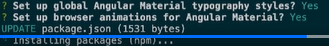 ? Set up global Angular Material typography styles? Yes
? Set up browser animations for Angular Material? Yes
UPDATE package.json (1531 bytes)
Installing packages (npm)...